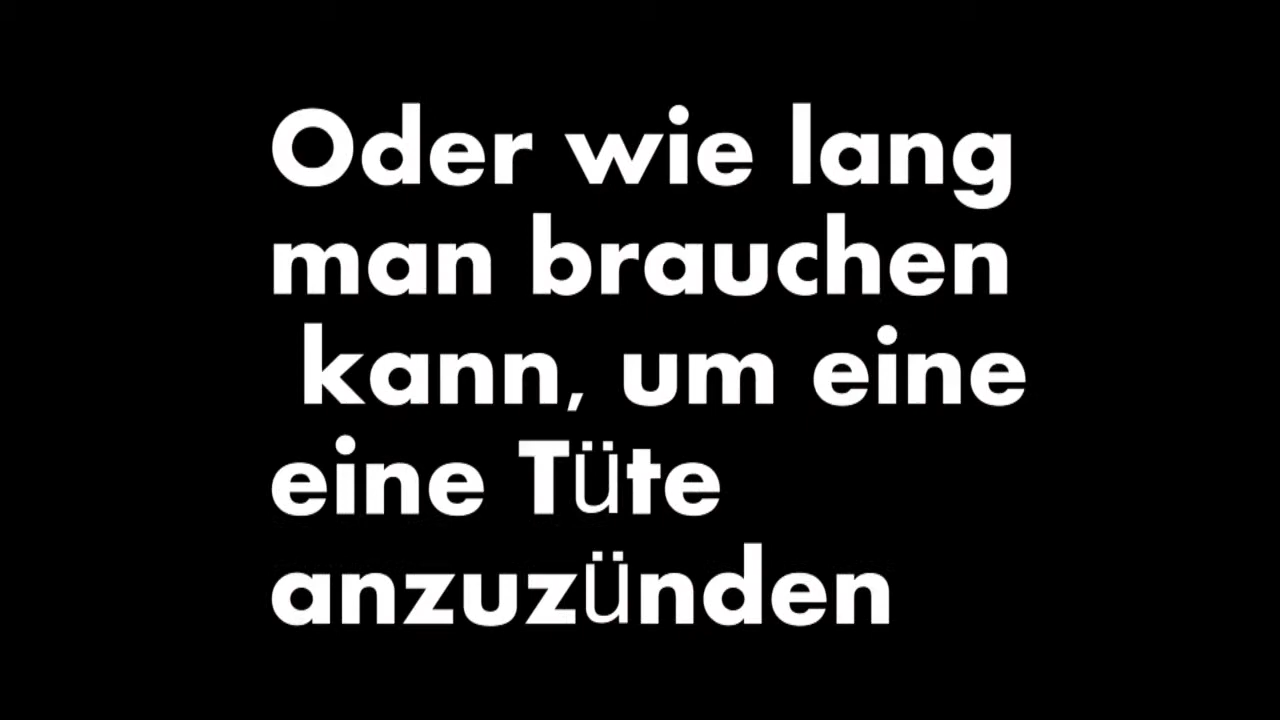 Oder wie lang
man brauchen
kann, um eine
eine Tüte
anzuzünden